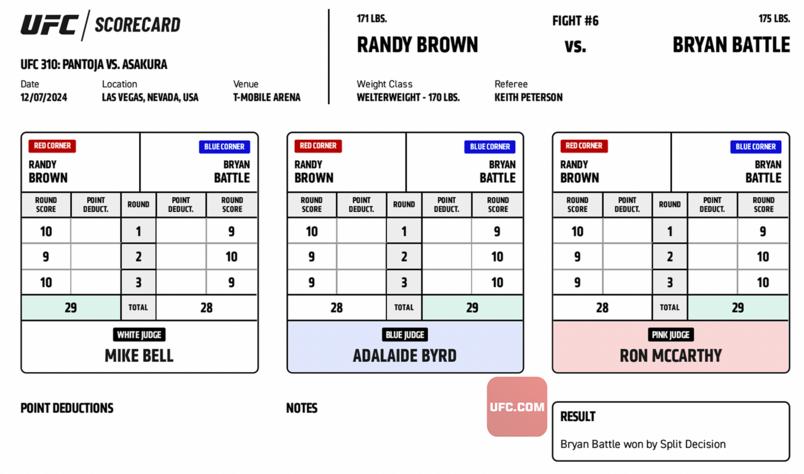 UFC SCORECARD
UFC 310: PANTOJA VS. ASAKURA
Date Location Venue
12/07/2024 LAS VEGAS, NEVADA, USA T-MOBILE ARENA
171 LBS. FIGHT #6 175 LBS.
RANDY BROWN VS. BRYAN BATTLE
Weight Class Referee
WELTERWEIGHT - 170 LBS. KEITH PETERSON
RED CORNER BLUE CORNER
RANDY BRYAN
BROWN BATTLE
ROUND POINT ROUND POINT ROUND
SCORE DEDUCT. DEDUCT. SCORE
10 1 9
9 2 10
10 3 9
29 TOTAL 28
WHITE JUDGE
MIKE BELL
RED CORNER BLUE CORNER
RANDY BRYAN
BROWN BATTLE
ROUND POINT ROUND POINT ROUND
SCORE DEDUCT. DEDUCT. SCORE
10 1 9
9 2 10
9 3 10
28 TOTAL 29
BLUE JUDGE
ADALAIDE BYRD
RED CORNER BLUE CORNER
RANDY BRYAN
BROWN BATTLE
ROUND POINT ROUND POINT ROUND
SCORE DEDUCT. DEDUCT. SCORE
10 1 9
9 2 10
9 3 10
28 TOTAL 29
PINK JUDGE
RON MCCARTHY
POINT DEDUCTIONS
NOTES
UFC.COM
RESULT
Bryan Battle won by Split Decision